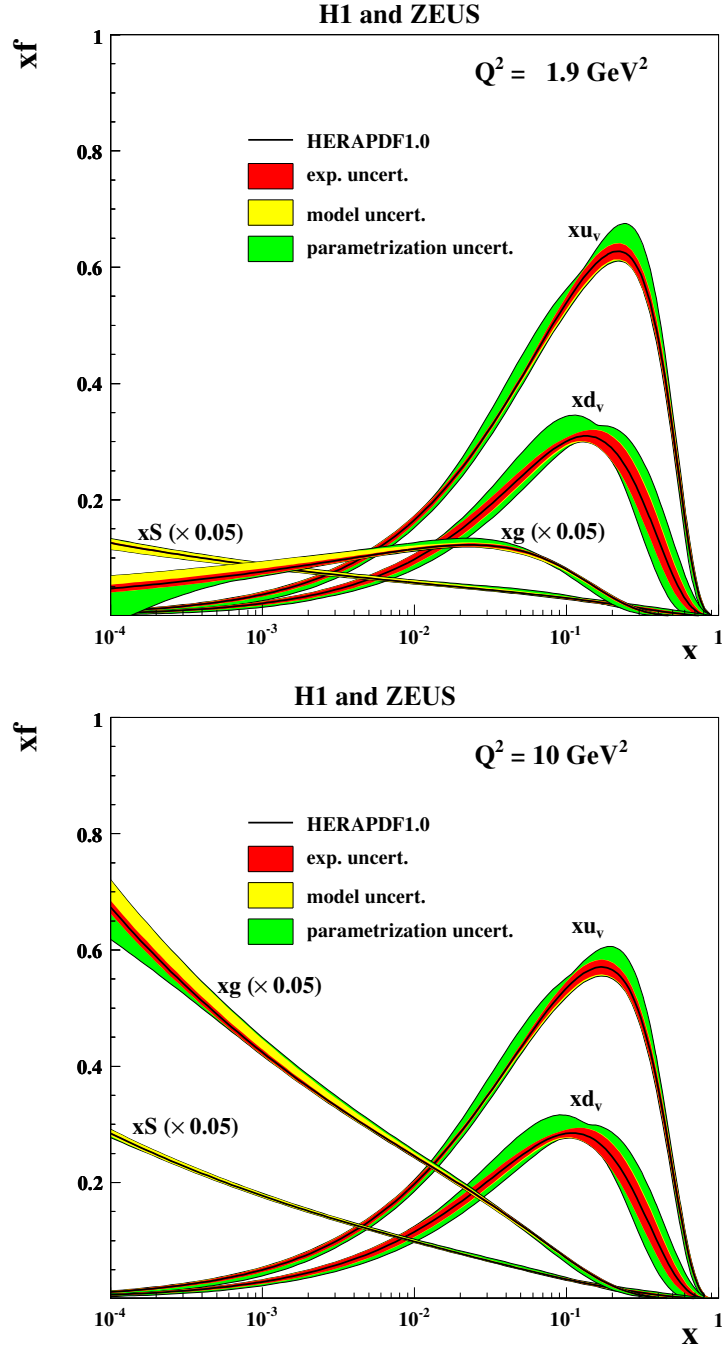 H1 and ZEUS
xf
1
Q² = 1.9 GeV²
0.8
HERAPDF1.0
exp. uncert.
model uncert.
parametrization uncert.
xuᵥ
0.6
0.4
xdᵥ
0.2
xS (× 0.05)
xg (× 0.05)
10⁻⁴ 10⁻³ 10⁻² 10⁻¹ 1
x
H1 and ZEUS
xf
1
Q² = 10 GeV²
0.8
HERAPDF1.0
exp. uncert.
model uncert.
parametrization uncert.
xuᵥ
0.6
xg (× 0.05)
0.4
xdᵥ
xS (× 0.05)
0.2
10⁻⁴ 10⁻³ 10⁻² 10⁻¹ 1
x